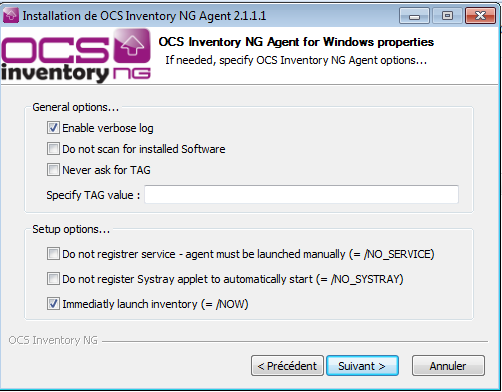 Installation de OCS Inventory NG Agent 2.1.1.1
OCS
inventory NG
OCS Inventory NG Agent for Windows properties
If needed, specify OCS Inventory NG Agent options...
General options...
Enable verbose log
Do not scan for installed Software
Never ask for TAG
Specify TAG value :
Setup options...
Do not registrer service - agent must be launched manually (= /NO_SERVICE)
Do not register Systray applet to automatically start (= /NO_SYSTRAY)
Immediatly launch inventory (= /NOW)
OCS Inventory NG
< Précédent
Suivant >
Annuler